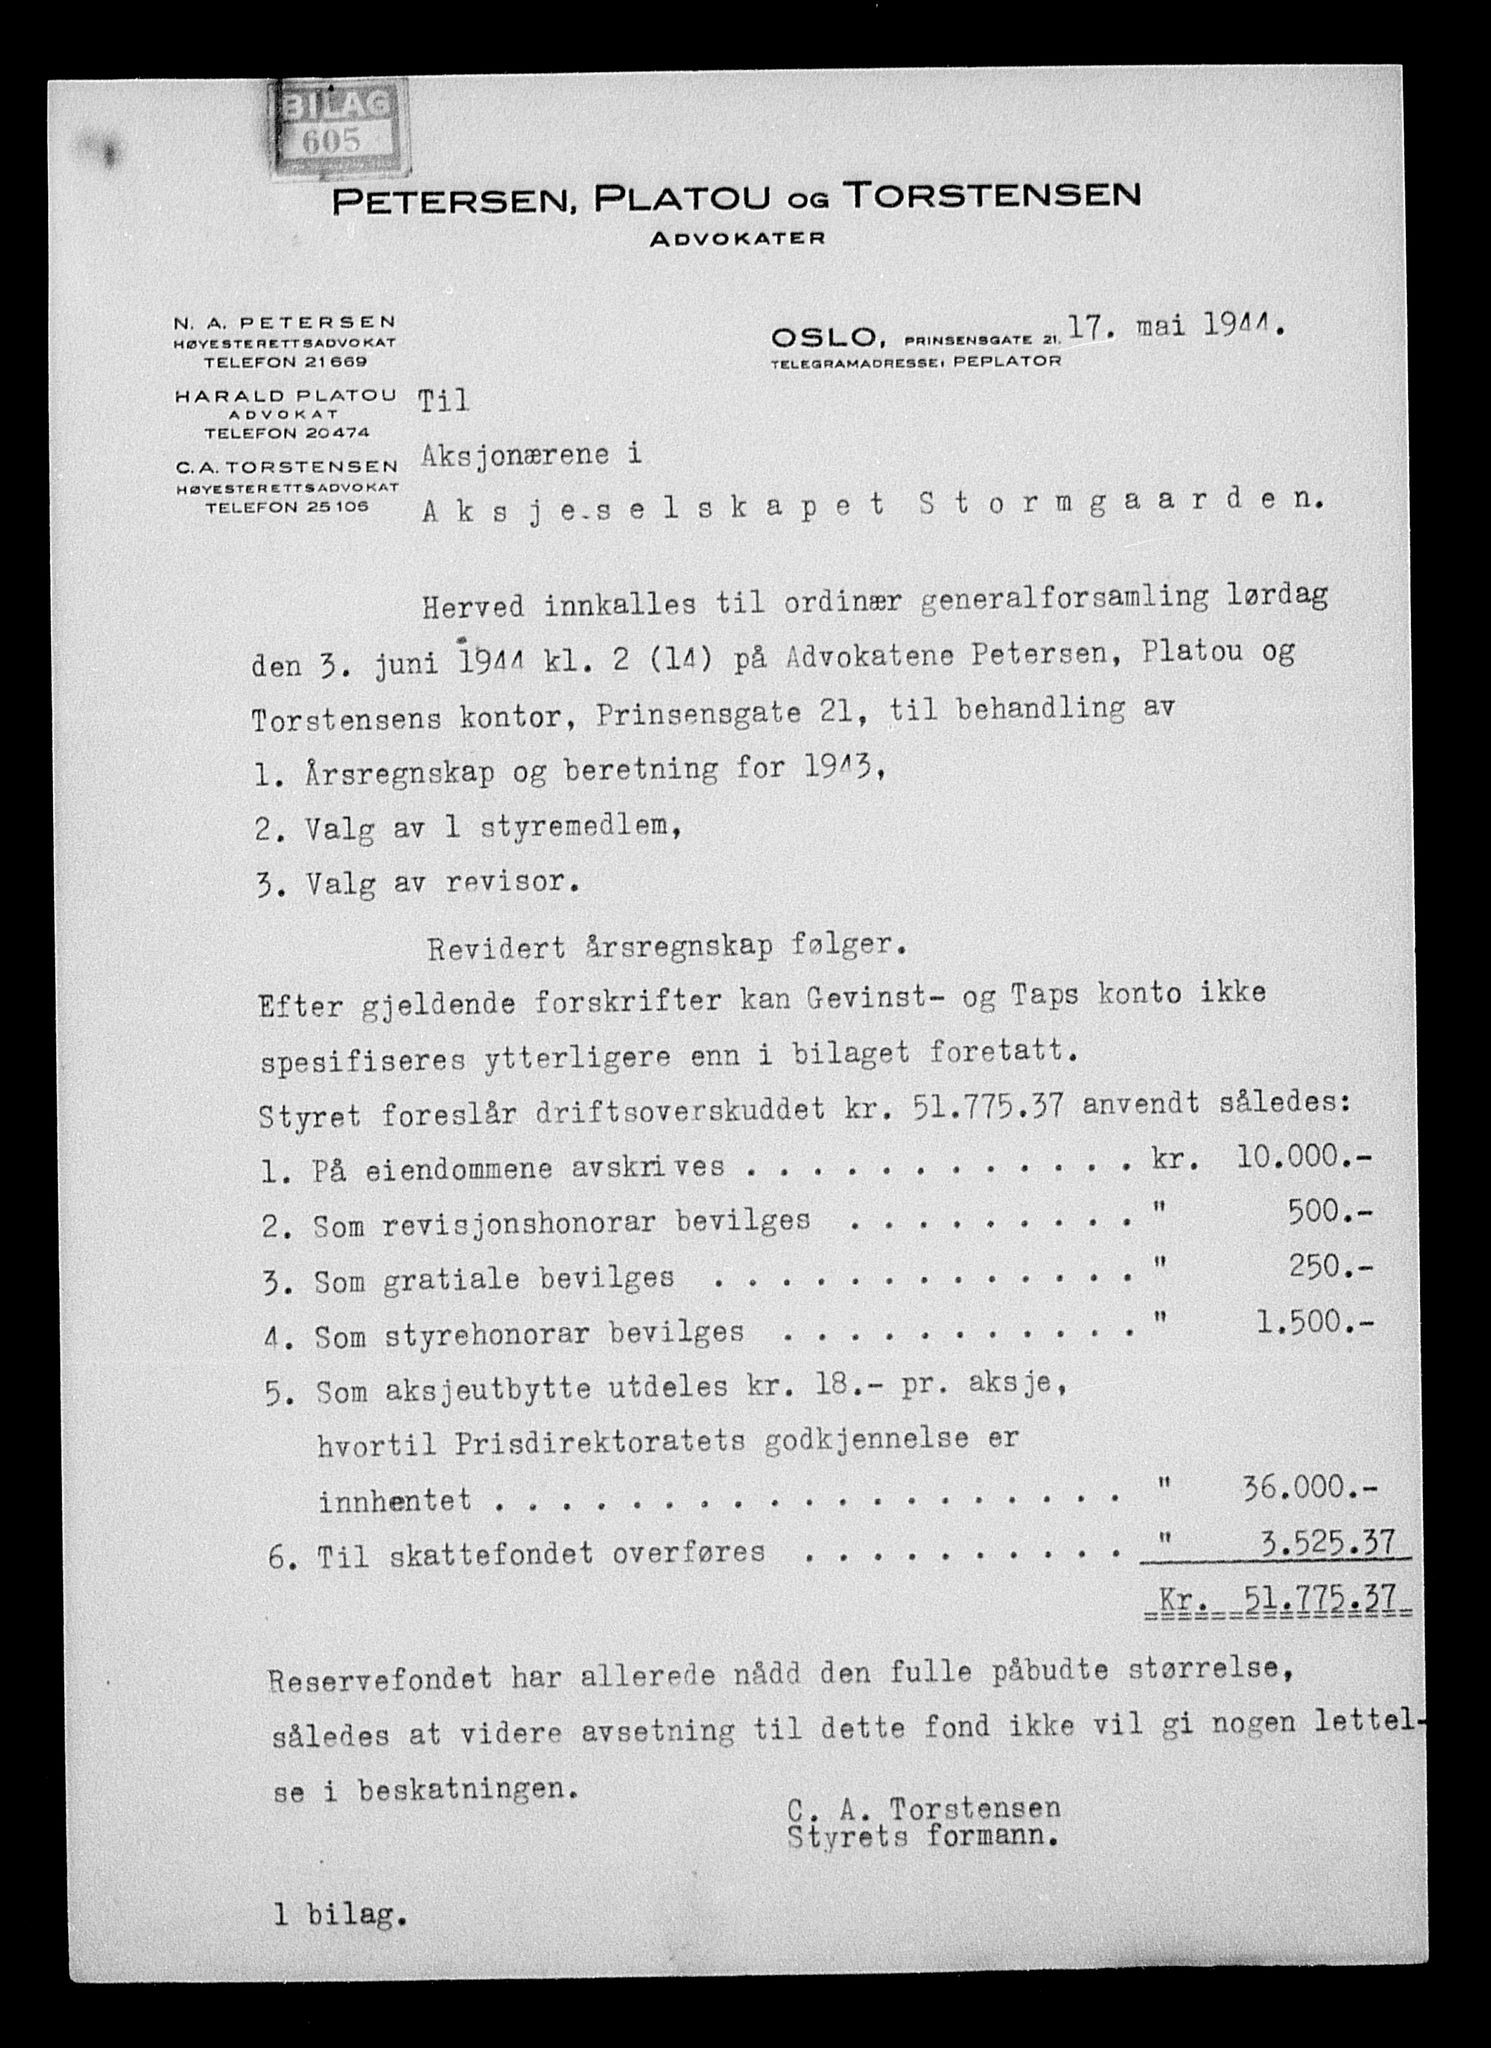 BILAG
605
PETERSEN, PLATOU OG TORSTENSEN
ADVOKATER
N. A. PETERSEN
HØYESTERETTSADVOKAT
TELEFON 21669
HARALD PLATOU
ADVOKAT
TELEFON 20474
C. A. TORSTENSEN
HØYESTERETTSADVOKAT
TELEFON 25106
OSLO, PRINSENSGATE 21, 17. mai 1944.
TELEGRAMADRESSE: PEPLATOR
Til
Aksjonærene i
A k s j e s e l s k a p e t S t o r m g a a r d e n.
Herved innkalles til ordinær generalforsamling lørdag
den 3. juni 1944 kl. 2 (14) på Advokatene Petersen, Platou og
Torstensens kontor, Prinsensgate 21, til behandling av
1. Årsregnskap og beretning for 1943,
2. Valg av 1 styremedlem,
3. Valg av revisor.
Revidert årsregnskap følger.
Efter gjeldende forskrifter kan Gevinst- og Taps konto ikke
spesifiseres ytterligere enn i bilaget foretatt.
Styret foreslår driftsoverskuddet kr. 51.775.37 anvendt således:
1. På eiendommene avskrives . . . . . . . . . . . . kr. 10.000.-
2. Som revisjonshonorar bevilges . . . . . . . . . " 500.-
3. Som gratiale bevilges . . . . . . . . . . . . . " 250.-
4. Som styrehonorar bevilges . . . . . . . . . . . " 1.500.-
5. Som aksjeutbytte utdeles kr. 18.- pr. aksje,
hvortil Prisdirektoratets godkjennelse er
innhentet . . . . . . . . . . . . . . . . . . . " 36.000.-
6. Til skattefondet overføres . . . . . . . . . . " 3.525.37
Kr. 51.775.37
Reservefondet har allerede nådd den fulle påbudte størrelse,
således at videre avsetning til dette fond ikke vil gi nogen lettel-
se i beskatningen.
C. A. Torstensen
Styrets formann.
1 bilag.